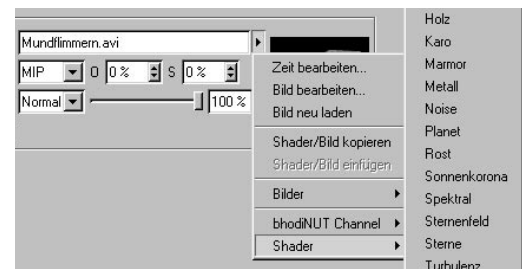 Mundflimmern.avi
MIP O 0 % S 0 %
Normal 100 %
Zeit bearbeiten...
Bild bearbeiten...
Bild neu laden
Shader/Bild kopieren
Shader/Bild einfügen
Bilder
bhodiNUT Channel
Shader
Holz
Karo
Marmor
Metall
Noise
Planet
Rost
Sonnenkorona
Spektral
Sternenfeld
Sterne
Turbulenz